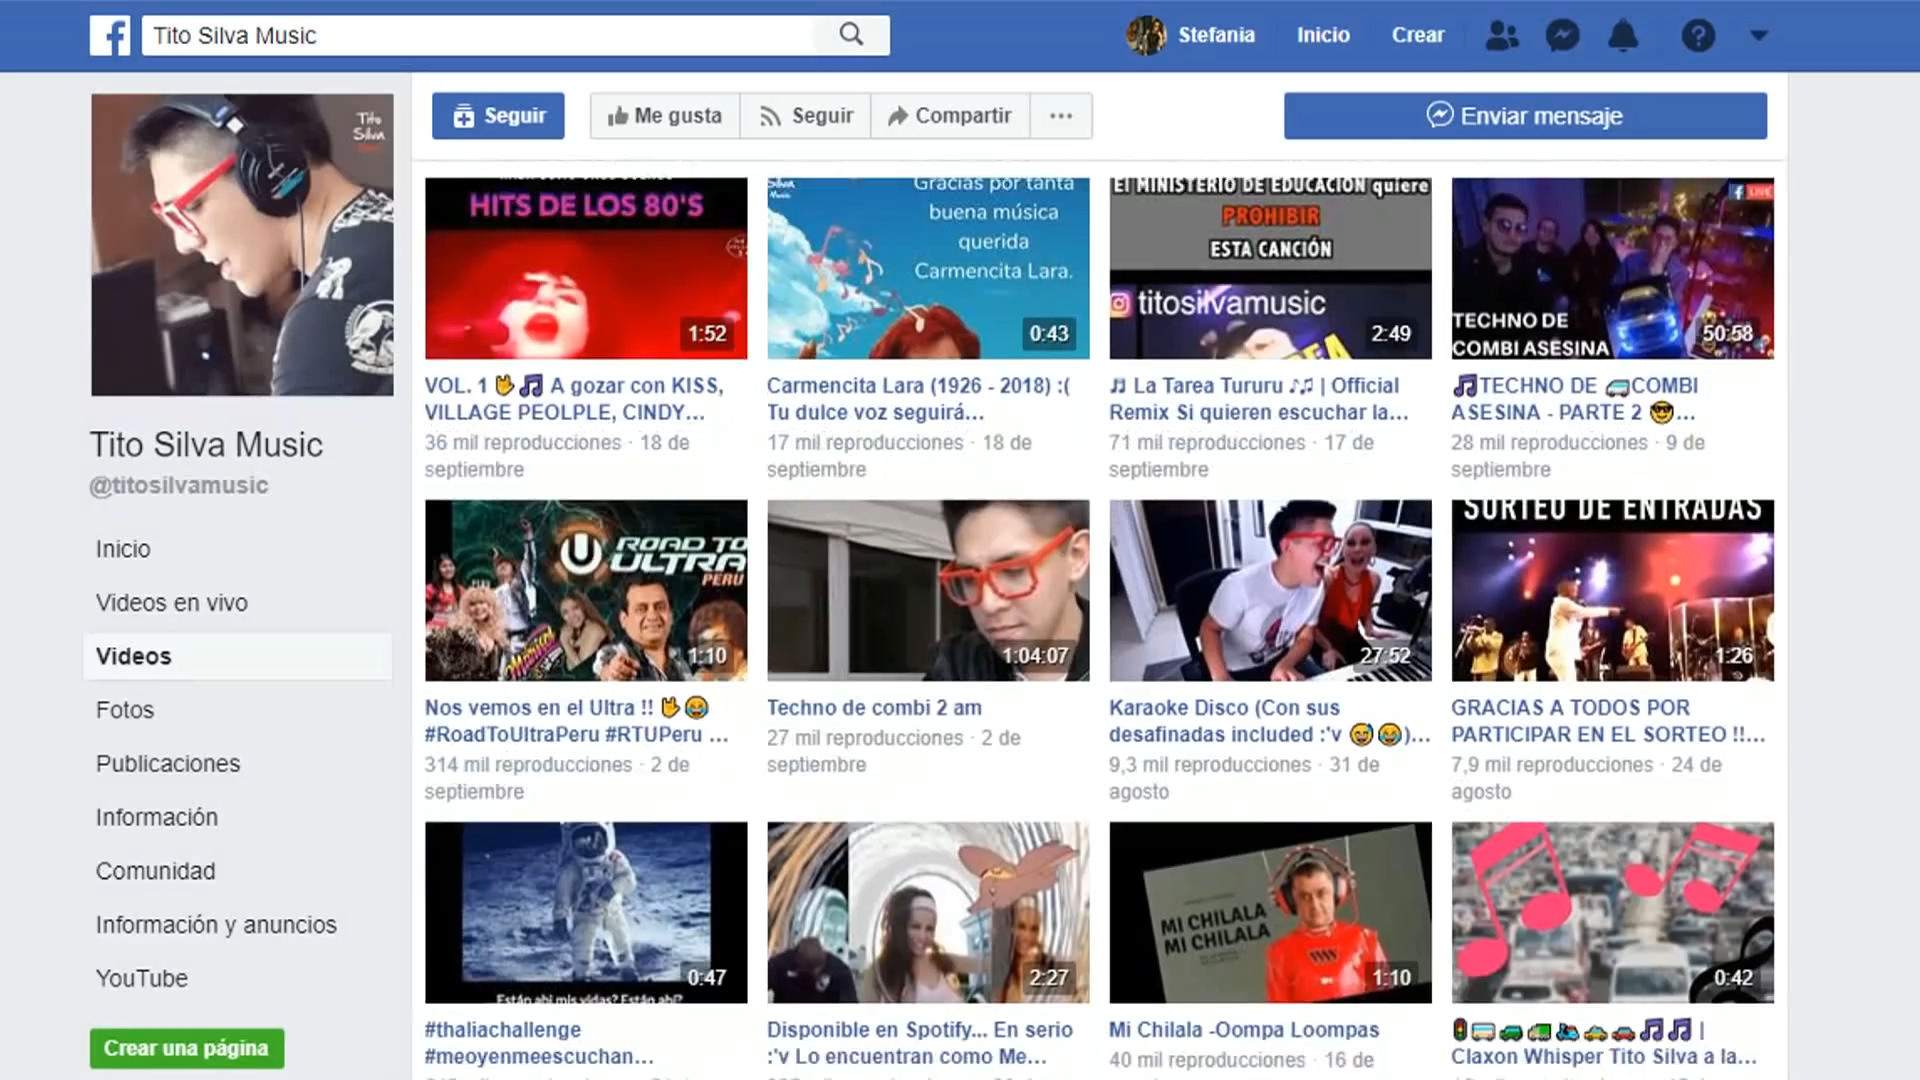 Tito Silva Music
Stefania
Inicio
Crear
Tito
Silva
Seguir
Me gusta
Seguir
Compartir
Enviar mensaje
Tito Silva Music
@titosilvamusic
Inicio
Videos en vivo
Videos
Fotos
Publicaciones
Información
Comunidad
Información y anuncios
YouTube
Crear una página
HITS DE LOS 80'S
1:52
VOL. 1 🤘🎵 A gozar con KISS,
VILLAGE PEOLPLE, CINDY...
36 mil reproducciones · 18 de
septiembre
Silva
Music
Gracias por tanta
buena música
querida
Carmencita Lara.
0:43
Carmencita Lara (1926 - 2018) :(
Tu dulce voz seguirá...
17 mil reproducciones · 18 de
septiembre
El MINISTERIO DE EDUCACIÓN quiere
PROHIBIR
ESTA CANCIÓN
titosilvamusic
2:49
♫ La Tarea Tururu ♪♫ | Official
Remix Si quieren escuchar la...
71 mil reproducciones · 17 de
septiembre
LIVE
TECHNO DE
COMBI ASESINA
50:58
🎵TECHNO DE 🚐COMBI
ASESINA - PARTE 2 😎...
28 mil reproducciones · 9 de
septiembre
ROAD TO
ULTRA
PERU
1:10
Nos vemos en el Ultra !! 🤘😂
#RoadToUltraPeru #RTUPeru ...
314 mil reproducciones · 2 de
septiembre
1:04:07
Techno de combi 2 am
27 mil reproducciones · 2 de
septiembre
27:52
Karaoke Disco (Con sus
desafinadas included :'v 😅😂)...
9,3 mil reproducciones · 31 de
agosto
SORTEO DE ENTRADAS
1:26
GRACIAS A TODOS POR
PARTICIPAR EN EL SORTEO !!...
7,9 mil reproducciones · 24 de
agosto
Están ahí mis vidas? Están ahí?
0:47
#thaliachallenge
#meoyenmeescuchan...
2:27
Disponible en Spotify... En serio
:'v Lo encuentran como Me...
MI CHILALA
MI CHILALA
1:10
Mi Chilala -Oompa Loompas
40 mil reproducciones · 16 de
0:42
🚦🚌🚙🚛🏍🚕🚗🎵🎵 |
Claxon Whisper Tito Silva a la...